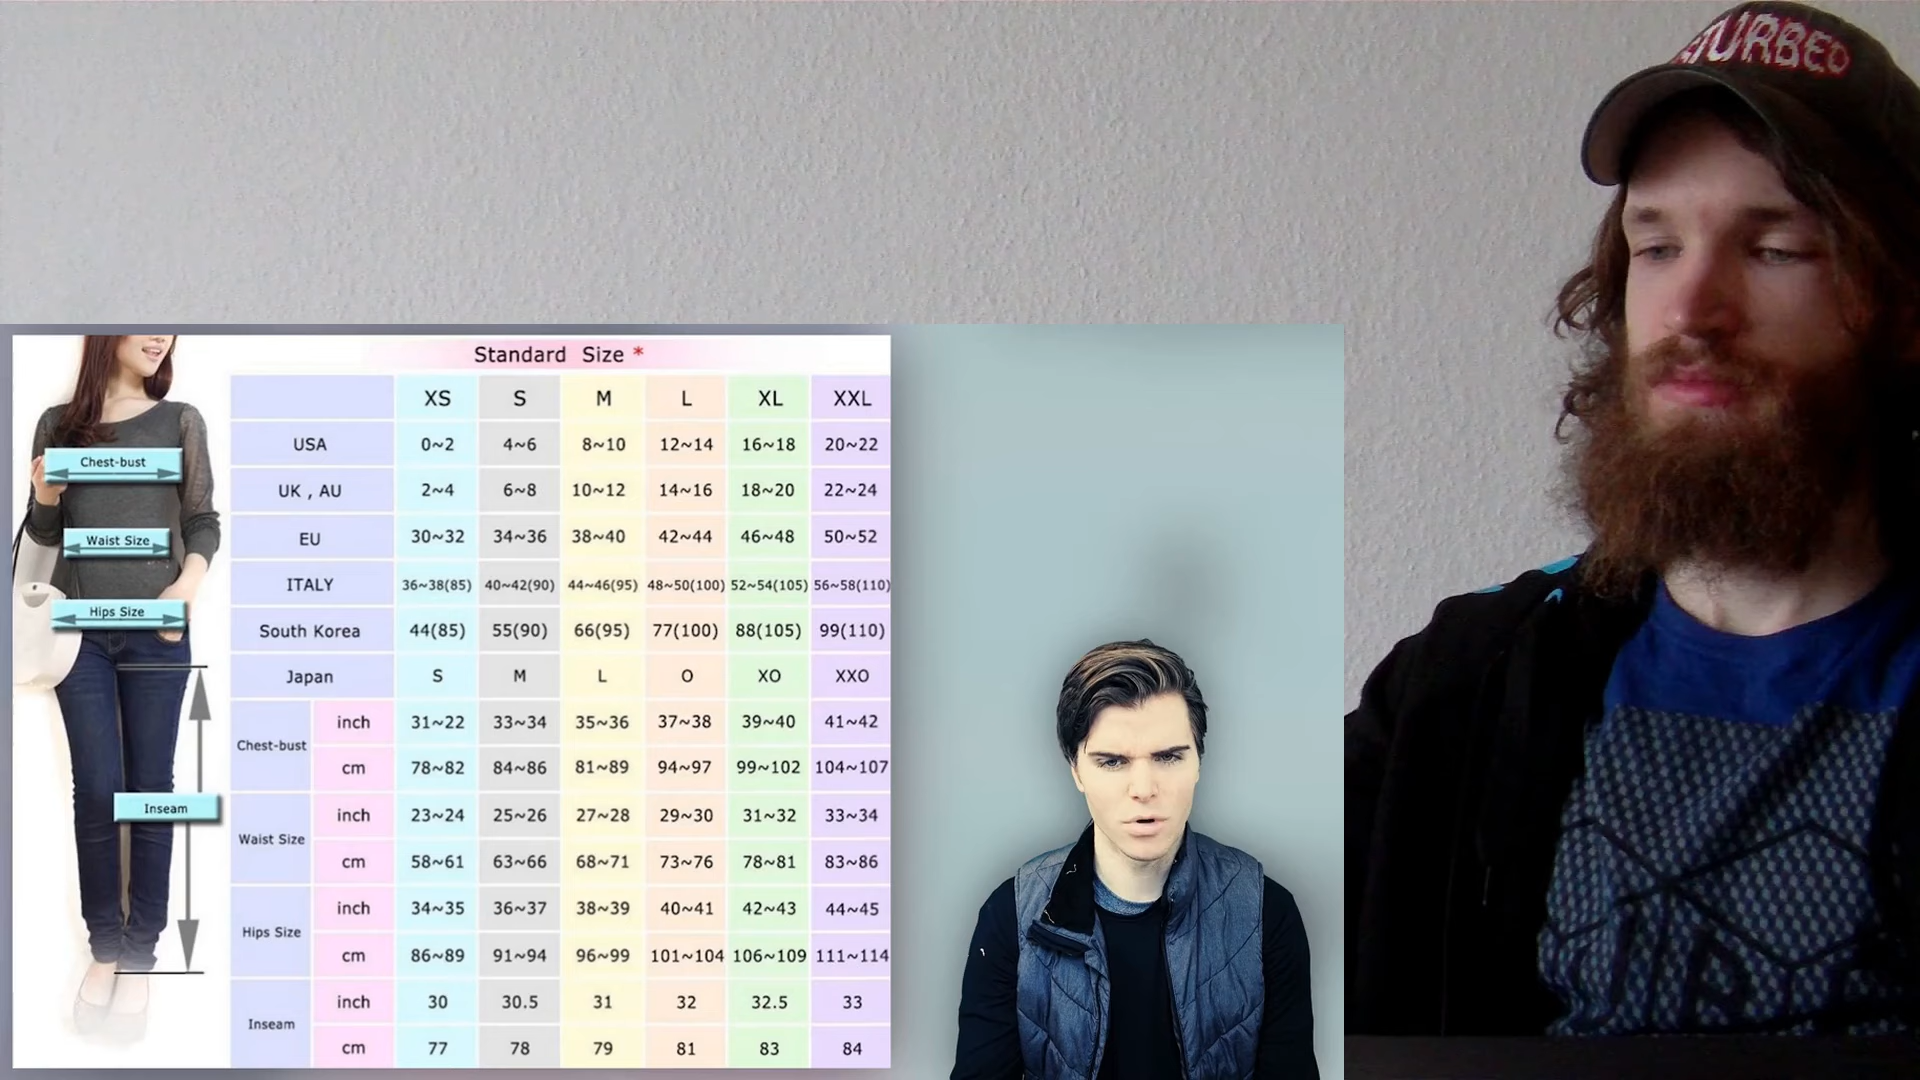 TURBED
Standard Size *
XS S M L XL XXL
USA 0~2 4~6 8~10 12~14 16~18 20~22
UK , AU 2~4 6~8 10~12 14~16 18~20 22~24
EU 30~32 34~36 38~40 42~44 46~48 50~52
ITALY 36~38(85) 40~42(90) 44~46(95) 48~50(100) 52~54(105) 56~58(110)
South Korea 44(85) 55(90) 66(95) 77(100) 88(105) 99(110)
Japan S M L O XO XXO
Chest-bust inch 31~22 33~34 35~36 37~38 39~40 41~42
cm 78~82 84~86 81~89 94~97 99~102 104~107
Waist Size inch 23~24 25~26 27~28 29~30 31~32 33~34
cm 58~61 63~66 68~71 73~76 78~81 83~86
Hips Size inch 34~35 36~37 38~39 40~41 42~43 44~45
cm 86~89 91~94 96~99 101~104 106~109 111~114
Inseam inch 30 30.5 31 32 32.5 33
cm 77 78 79 81 83 84
Chest-bust
Waist Size
Hips Size
Inseam